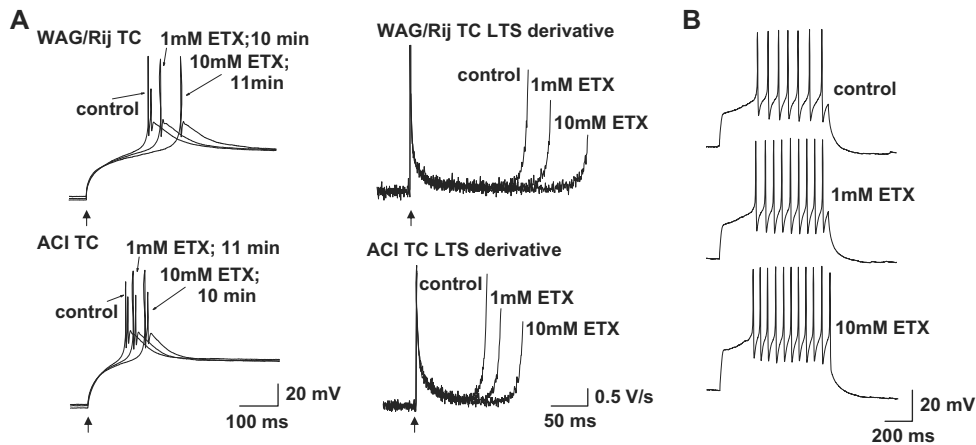 A
WAG/Rij TC
1mM ETX;10 min
10mM ETX;
11min
control
WAG/Rij TC LTS derivative
control
1mM ETX
10mM ETX
ACI TC
1mM ETX; 11 min
10mM ETX;
10 min
control
20 mV
100 ms
ACI TC LTS derivative
control
1mM ETX
10mM ETX
0.5 V/s
50 ms
B
control
1mM ETX
10mM ETX
20 mV
200 ms